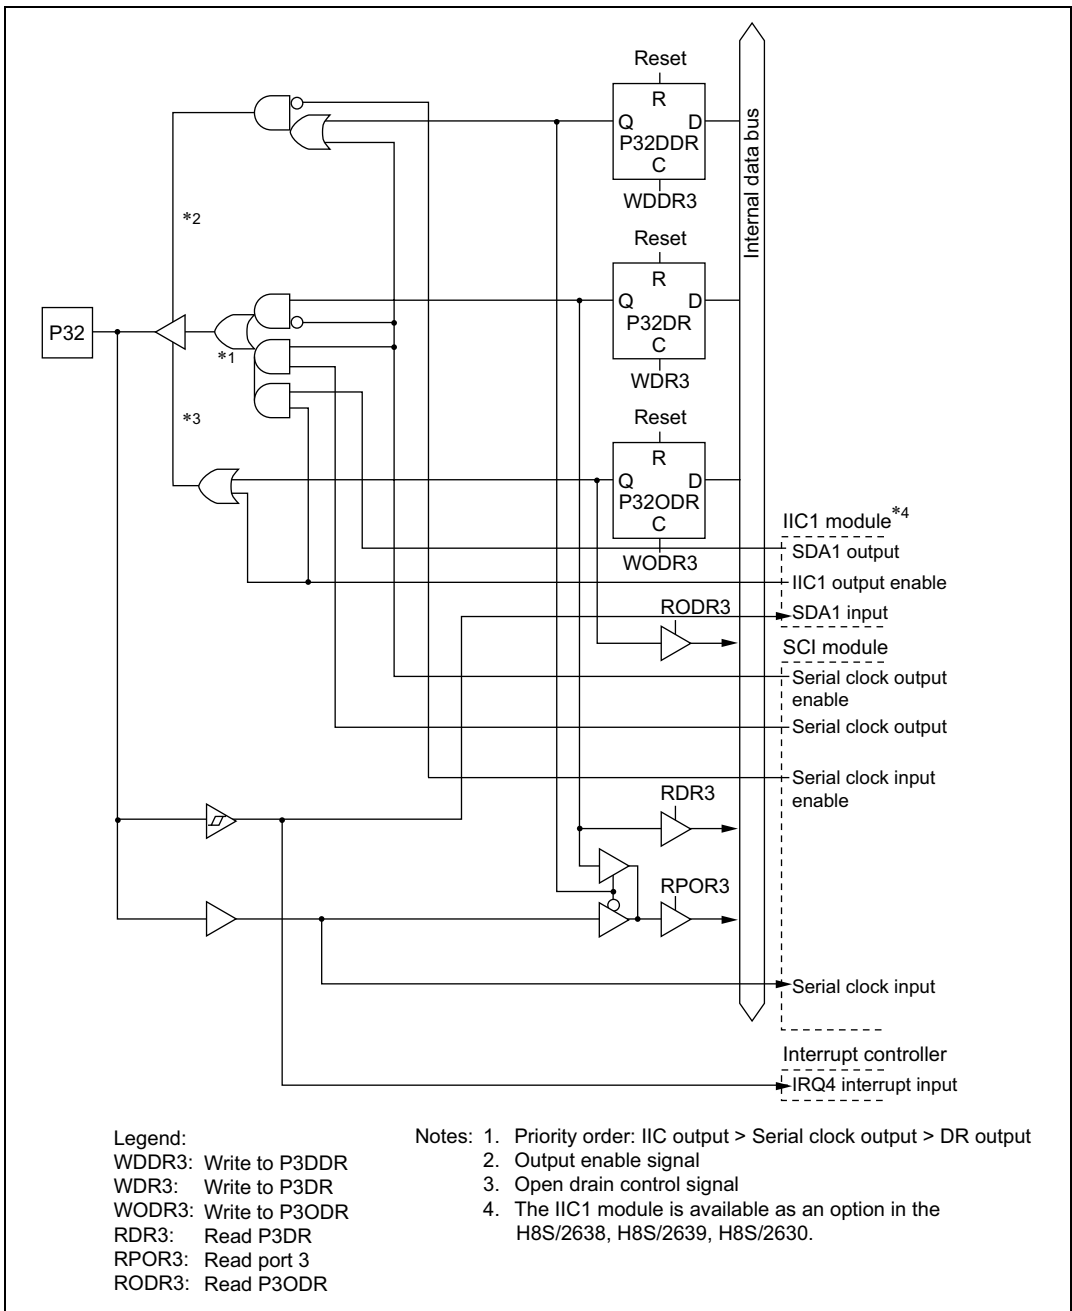 Reset
R
Q D
P32DDR
C
WDDR3
Internal data bus
*2
Reset
R
Q D
P32DR
C
WDR3
P32
*1
*3
Reset
R
Q D
P32ODR
C
WODR3
IIC1 module*4
SDA1 output
IIC1 output enable
SDA1 input
RODR3
SCI module
Serial clock output
enable
Serial clock output
Serial clock input
enable
RDR3
RPOR3
Serial clock input
Interrupt controller
IRQ4 interrupt input
Legend:
WDDR3: Write to P3DDR
WDR3: Write to P3DR
WODR3: Write to P3ODR
RDR3: Read P3DR
RPOR3: Read port 3
RODR3: Read P3ODR
Notes: 1. Priority order: IIC output > Serial clock output > DR output
2. Output enable signal
3. Open drain control signal
4. The IIC1 module is available as an option in the
H8S/2638, H8S/2639, H8S/2630.